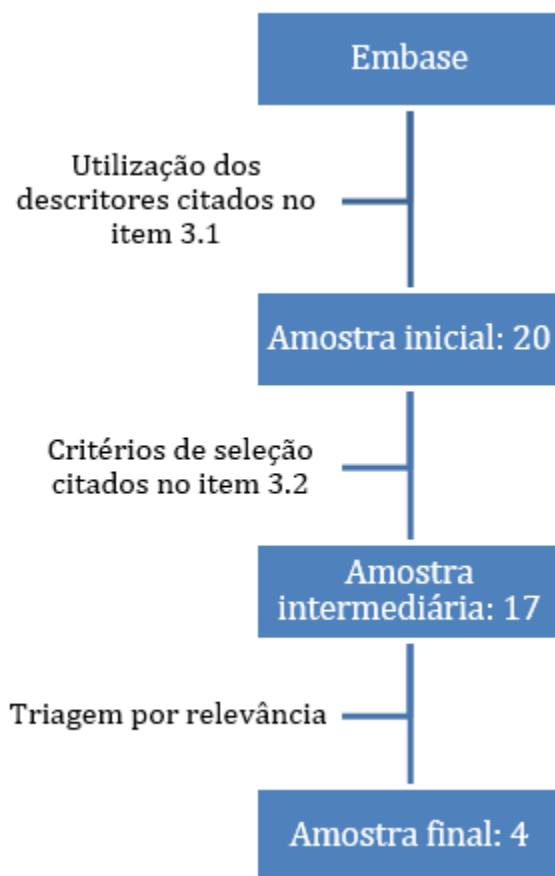 Embase
Utilização dos
descritores citados no
item 3.1
Amostra inicial: 20
Critérios de seleção
citados no item 3.2
Amostra
intermediária: 17
Triagem por relevância
Amostra final: 4